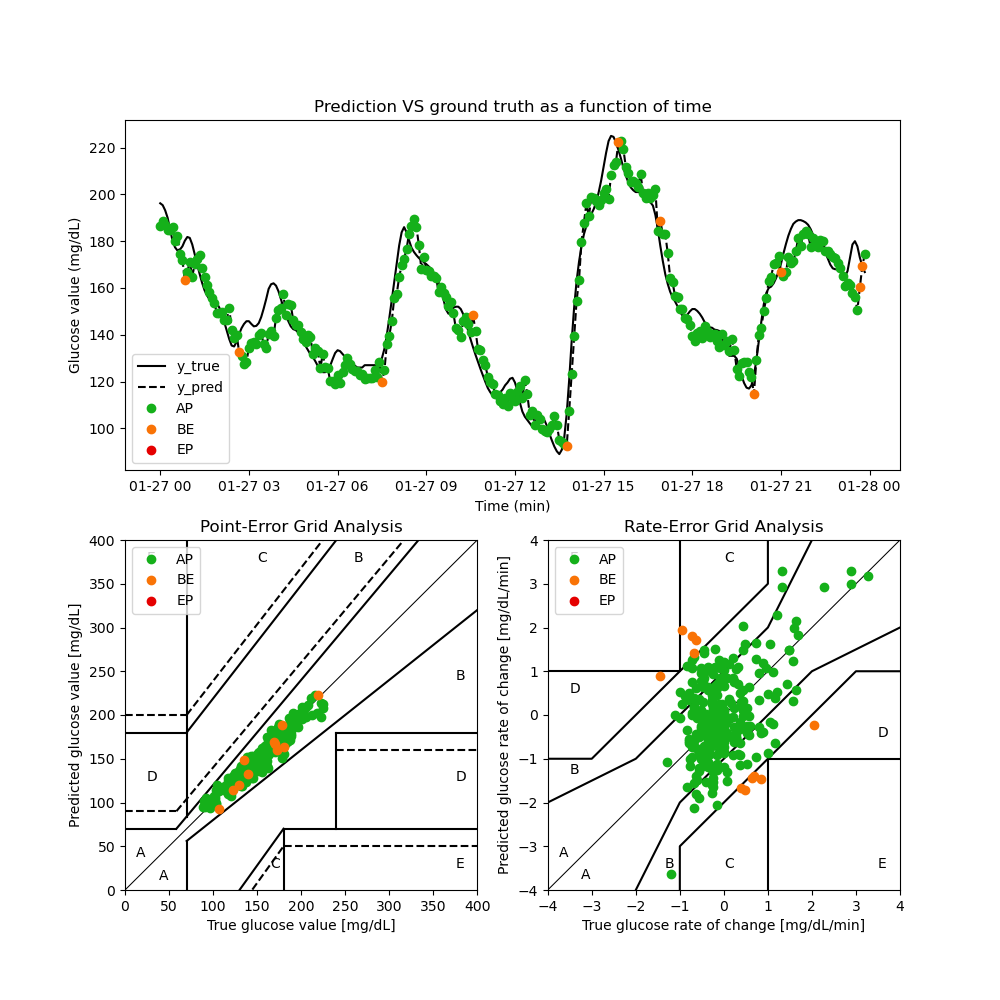 Prediction VS ground truth as a function of time
Glucose value (mg/dL)
220
200
180
160
140
120
100
y_true
y_pred
AP
BE
EP
01-27 00 01-27 03 01-27 06 01-27 09 01-27 12 01-27 15 01-27 18 01-27 21 01-28 00
Time (min)
Point-Error Grid Analysis
Predicted glucose value [mg/dL]
400
350
300
250
200
150
100
50
0
AP
BE
EP
C
B
B
D
D
A
A
C
E
0 50 100 150 200 250 300 350 400
True glucose value [mg/dL]
Rate-Error Grid Analysis
Predicted glucose rate of change [mg/dL/min]
4
3
2
1
0
−1
−2
−3
−4
AP
BE
EP
C
D
D
B
A
A
B
C
E
−4 −3 −2 −1 0 1 2 3 4
True glucose rate of change [mg/dL/min]